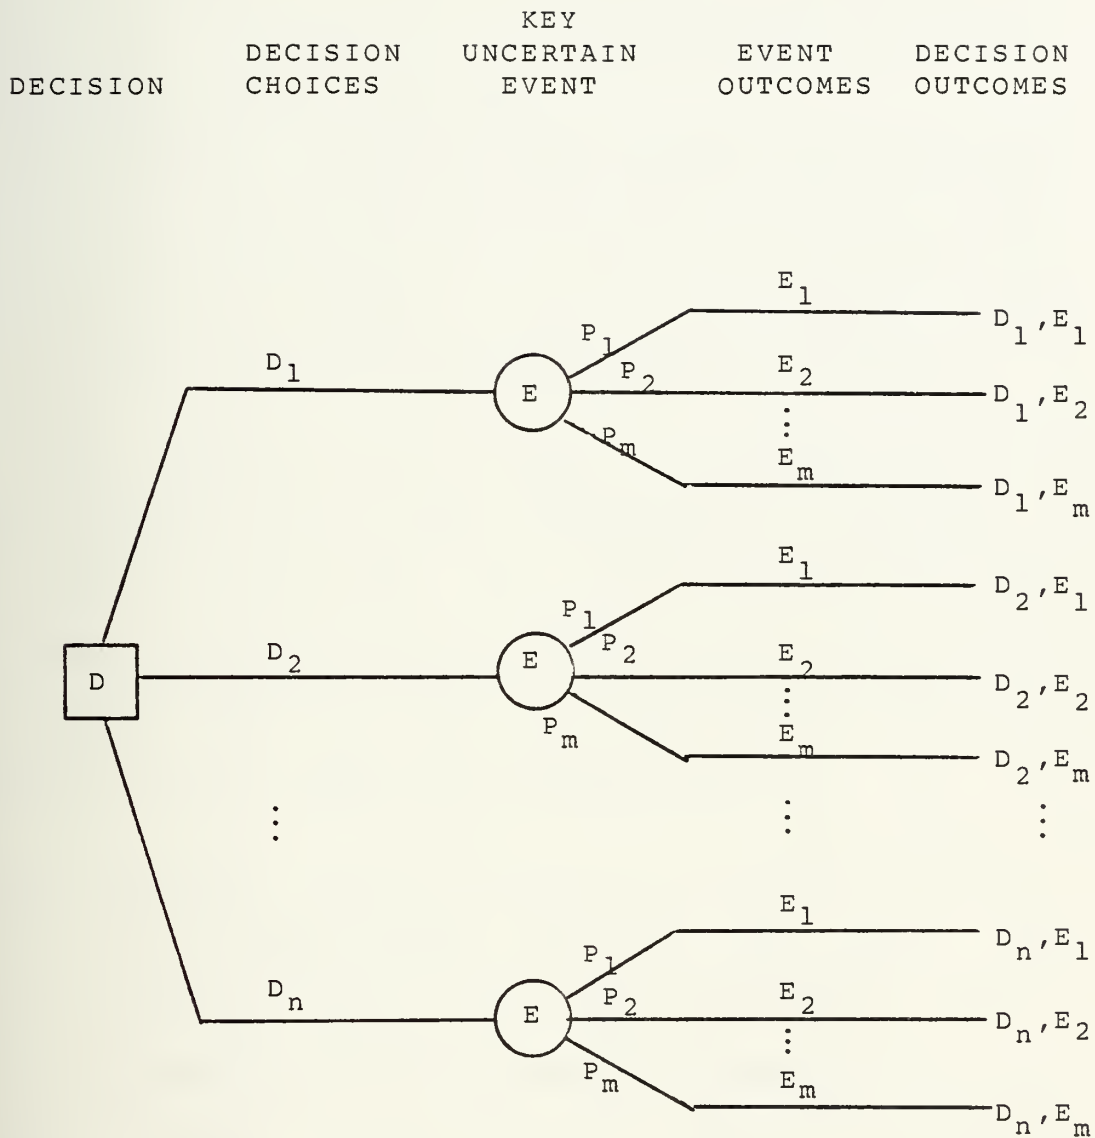 KEY
DECISION UNCERTAIN EVENT DECISION
DECISION CHOICES EVENT OUTCOMES OUTCOMES
E₁
P₁ D₁,E₁
D₁ P₂ E₂
E D₁,E₂
⋮
Pₘ Eₘ
D₁,Eₘ
E₁
D₂,E₁
P₁
D₂ E P₂ E₂
D D₂,E₂
⋮
Pₘ Eₘ
D₂,Eₘ
⋮ ⋮ ⋮
E₁
P₁ Dₙ,E₁
Dₙ P₂ E₂
E Dₙ,E₂
⋮
Pₘ Eₘ
Dₙ,Eₘ